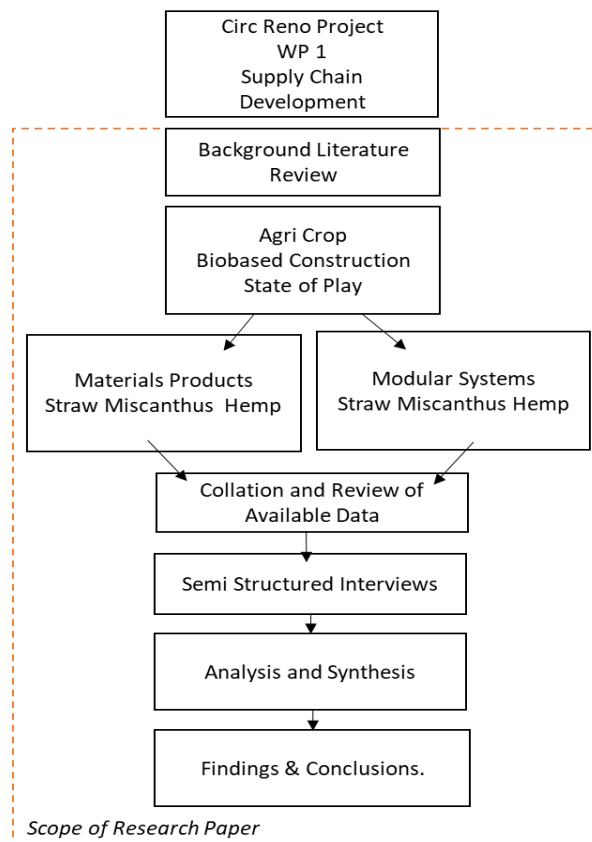 Circ Reno Project
WP 1
Supply Chain
Development
Background Literature
Review
Agri Crop
Biobased Construction
State of Play
Materials Products
Straw Miscanthus  Hemp
Modular Systems
Straw Miscanthus Hemp
Collation and Review of
Available Data
Semi Structured Interviews
Analysis and Synthesis
Findings & Conclusions.
Scope of Research Paper